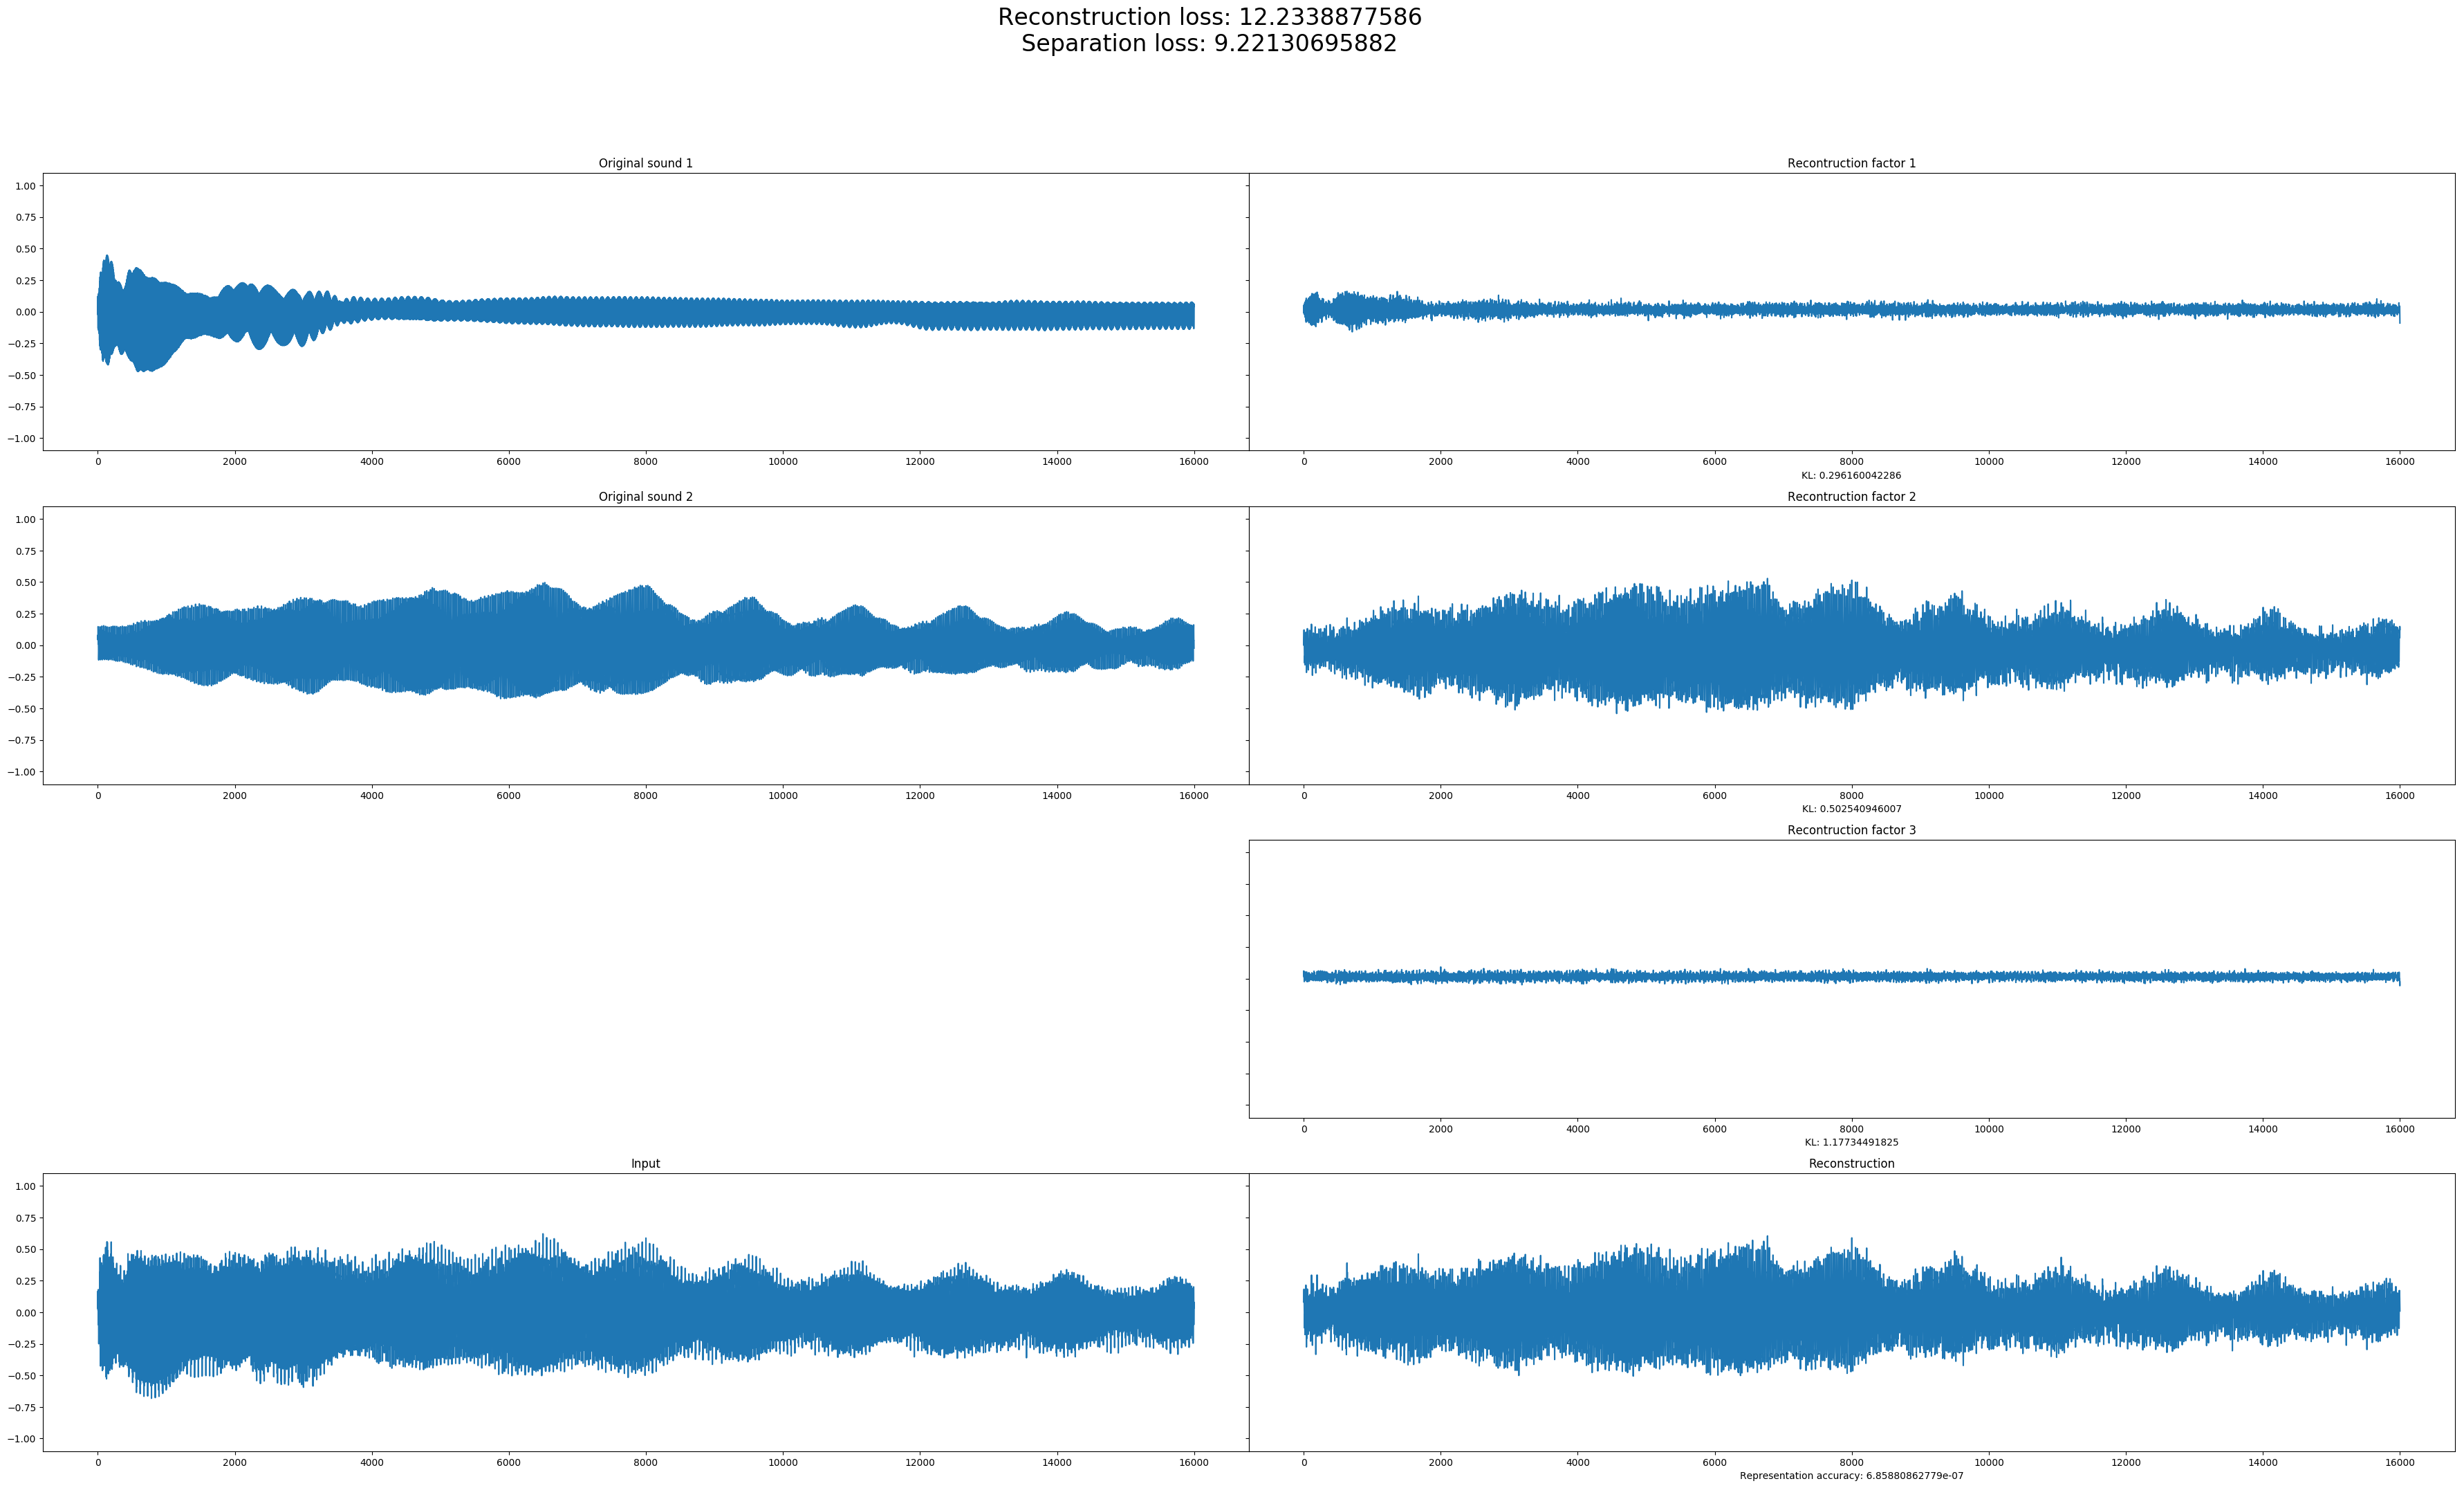 Reconstruction loss: 12.2338877586
Separation loss: 9.22130695882
Original sound 1
Recontruction factor 1
1.00
0.75
0.50
0.25
0.00
−0.25
−0.50
−0.75
−1.00
0 2000 4000 6000 8000 10000 12000 14000 16000
0 2000 4000 6000 8000 10000 12000 14000 16000
KL: 0.296160042286
Original sound 2
Recontruction factor 2
1.00
0.75
0.50
0.25
0.00
−0.25
−0.50
−0.75
−1.00
0 2000 4000 6000 8000 10000 12000 14000 16000
0 2000 4000 6000 8000 10000 12000 14000 16000
KL: 0.502540946007
Recontruction factor 3
0 2000 4000 6000 8000 10000 12000 14000 16000
KL: 1.17734491825
Input
Reconstruction
1.00
0.75
0.50
0.25
0.00
−0.25
−0.50
−0.75
−1.00
0 2000 4000 6000 8000 10000 12000 14000 16000
0 2000 4000 6000 8000 10000 12000 14000 16000
Representation accuracy: 6.85880862779e-07